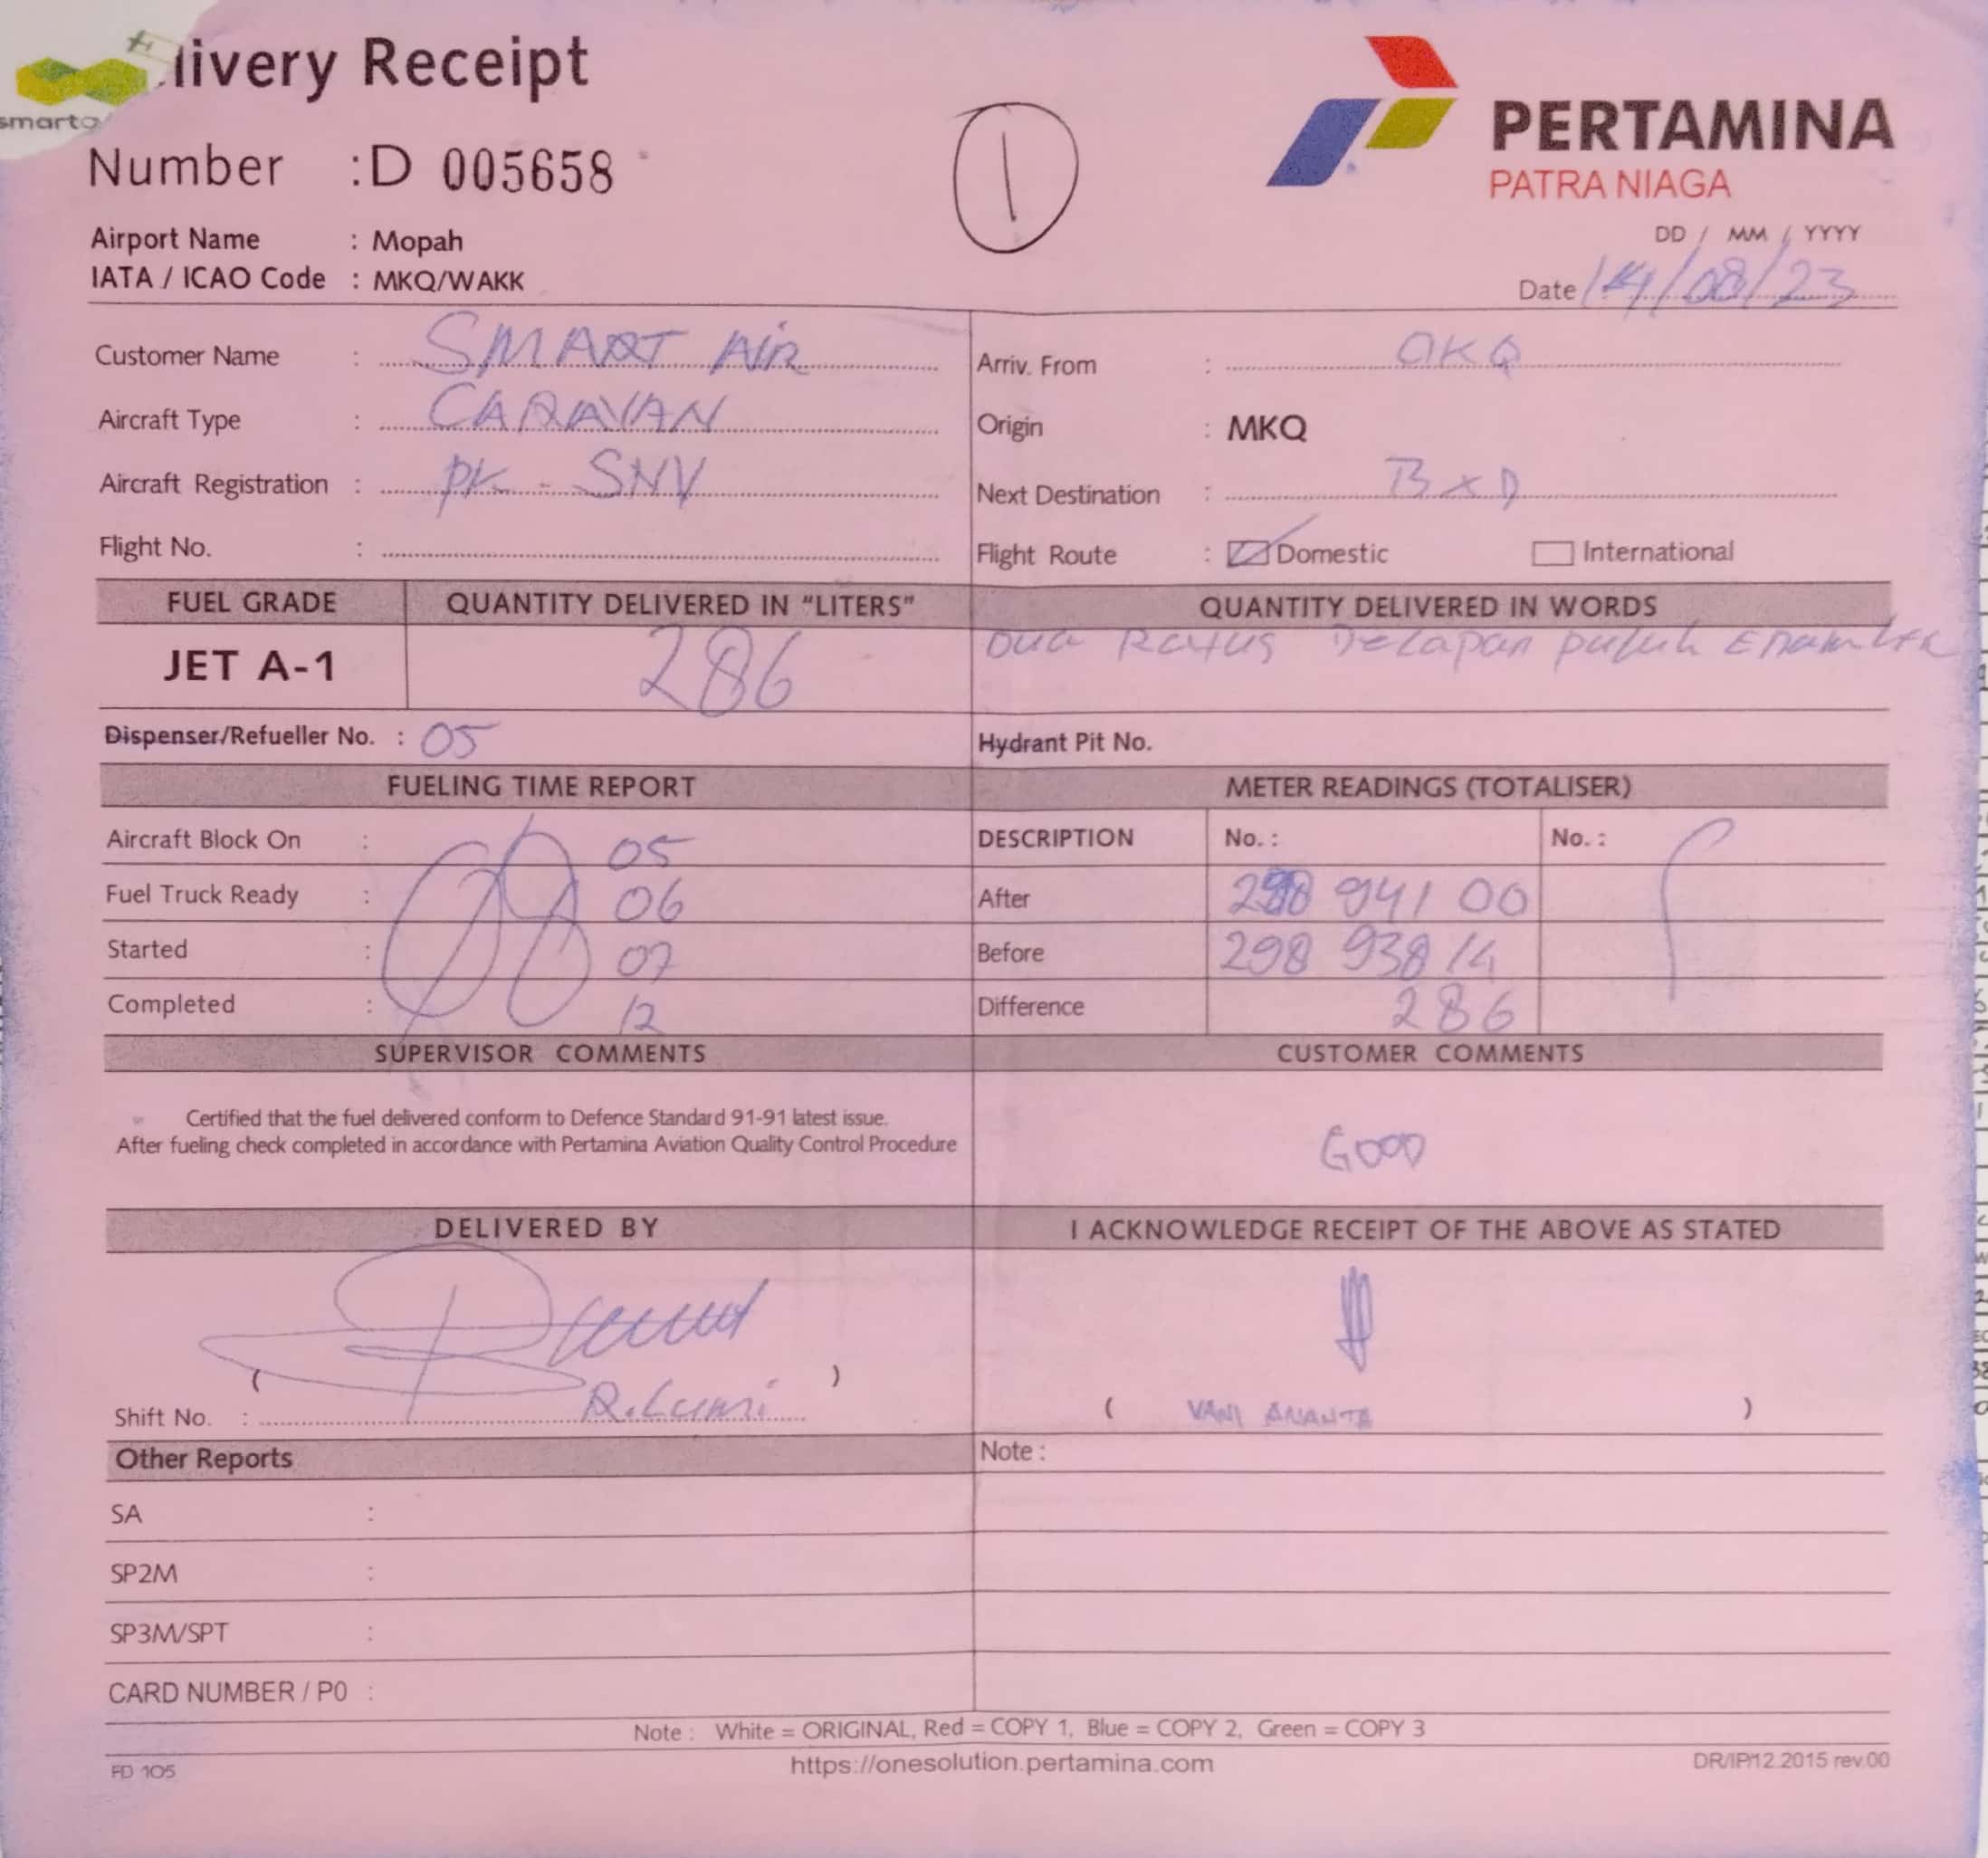 livery Receipt
smart
Number : D 005658
1
PERTAMINA
PATRA NIAGA
Airport Name : Mopah
IATA / ICAO Code : MKQ/WAKK
DD / MM / YYYY
Date 14/08/23
Customer Name : SMART AIR
Aircraft Type : CARAVAN
Aircraft Registration : PK - SNV
Flight No. :
Arriv. From : OKQ
Origin : MKQ
Next Destination : BXD
Flight Route : Domestic International
FUEL GRADE QUANTITY DELIVERED IN "LITERS" QUANTITY DELIVERED IN WORDS
JET A-1 286 Dua Ratus Delapan puluh Enam Ltr
Dispenser/Refueller No. : 05 Hydrant Pit No.
FUELING TIME REPORT
Aircraft Block On : 05
Fuel Truck Ready : 06
Started : 07
Completed : 12
METER READINGS (TOTALISER)
DESCRIPTION No. : No. :
After 298 941 00
Before 298 938 14
Difference 286
SUPERVISOR COMMENTS
Certified that the fuel delivered conform to Defence Standard 91-91 latest issue.
After fueling check completed in accordance with Pertamina Aviation Quality Control Procedure
CUSTOMER COMMENTS
GOOD
DELIVERED BY
( )
Shift No. : R.Lumi
I ACKNOWLEDGE RECEIPT OF THE ABOVE AS STATED
( VANI ANANTA )
Other Reports Note :
SA :
SP2M :
SP3M/SPT :
CARD NUMBER / P0 :
Note : White = ORIGINAL, Red = COPY 1, Blue = COPY 2, Green = COPY 3
FD 105 https://onesolution.pertamina.com DR/IP/12.2015 rev.00